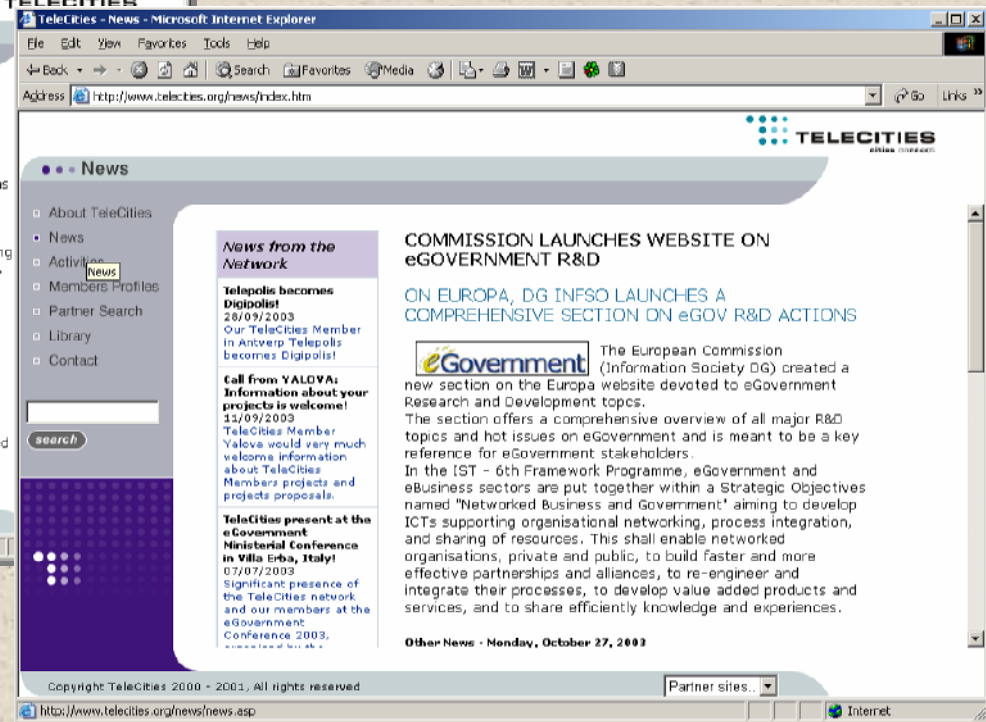 TELECITIES
TeleCities - News - Microsoft Internet Explorer
File Edit View Favorites Tools Help
Back Search Favorites Media
Address http://www.telecities.org/news/index.htm Go Links »
TELECITIES
cities connect
News
About TeleCities
News
Activities
News
Members Profiles
Partner Search
Library
Contact
search
News from the
Network
Telepolis becomes
Digipolis!
28/09/2003
Our TeleCities Member
in Antwerp Telepolis
becomes Digipolis!
Call from YALOVA:
Information about your
projects is welcome!
11/09/2003
TeleCities Member
Yalova would very much
welcome information
about TeleCities
Members projects and
projects proposals.
TeleCities present at the
eGovernment
Ministerial Conference
in Villa Erba, Italy!
07/07/2003
Significant presence of
the TeleCities network
and our members at the
eGovernment
Conference 2003,
COMMISSION LAUNCHES WEBSITE ON
eGOVERNMENT R&D
ON EUROPA, DG INFSO LAUNCHES A
COMPREHENSIVE SECTION ON eGOV R&D ACTIONS
eGovernment
The European Commission
(Information Society DG) created a
new section on the Europa website devoted to eGovernment
Research and Development topcs.
The section offers a comprehensive overview of all major R&D
topics and hot issues on eGovernment and is meant to be a key
reference for eGovernment stakeholders.
In the IST - 6th Framework Programme, eGovernment and
eBusiness sectors are put together within a Strategic Objectives
named "Networked Business and Government" aiming to develop
ICTs supporting organisational networking, process integration,
and sharing of resources. This shall enable networked
organisations, private and public, to build faster and more
effective partnerships and alliances, to re-engineer and
integrate their processes, to develop value added products and
services, and to share efficiently knowledge and experiences.
Other News - Monday, October 27, 2003
Copyright TeleCities 2000 - 2001, All rights reserved
Partner sites..
http://www.telecities.org/news/news.asp
Internet